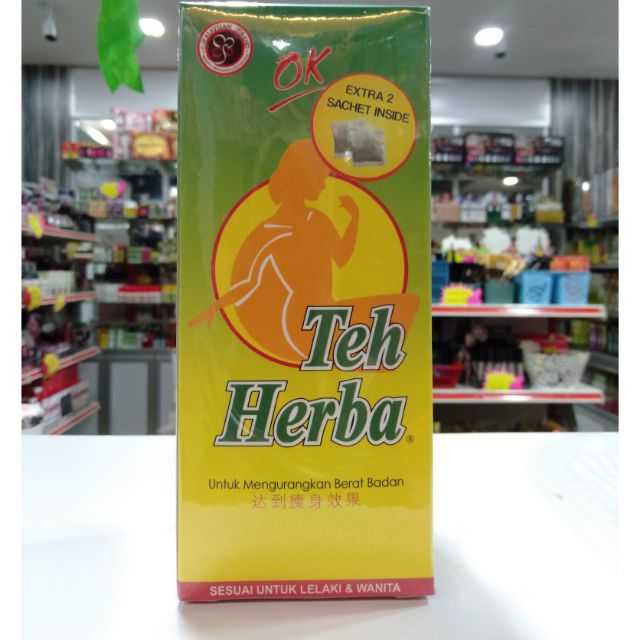 OK
EXTRA 2
SACHET INSIDE
Teh
Herba®
Untuk Mengurangkan Berat Badan
达到瘦身效果
SESUAI UNTUK LELAKI & WANITA